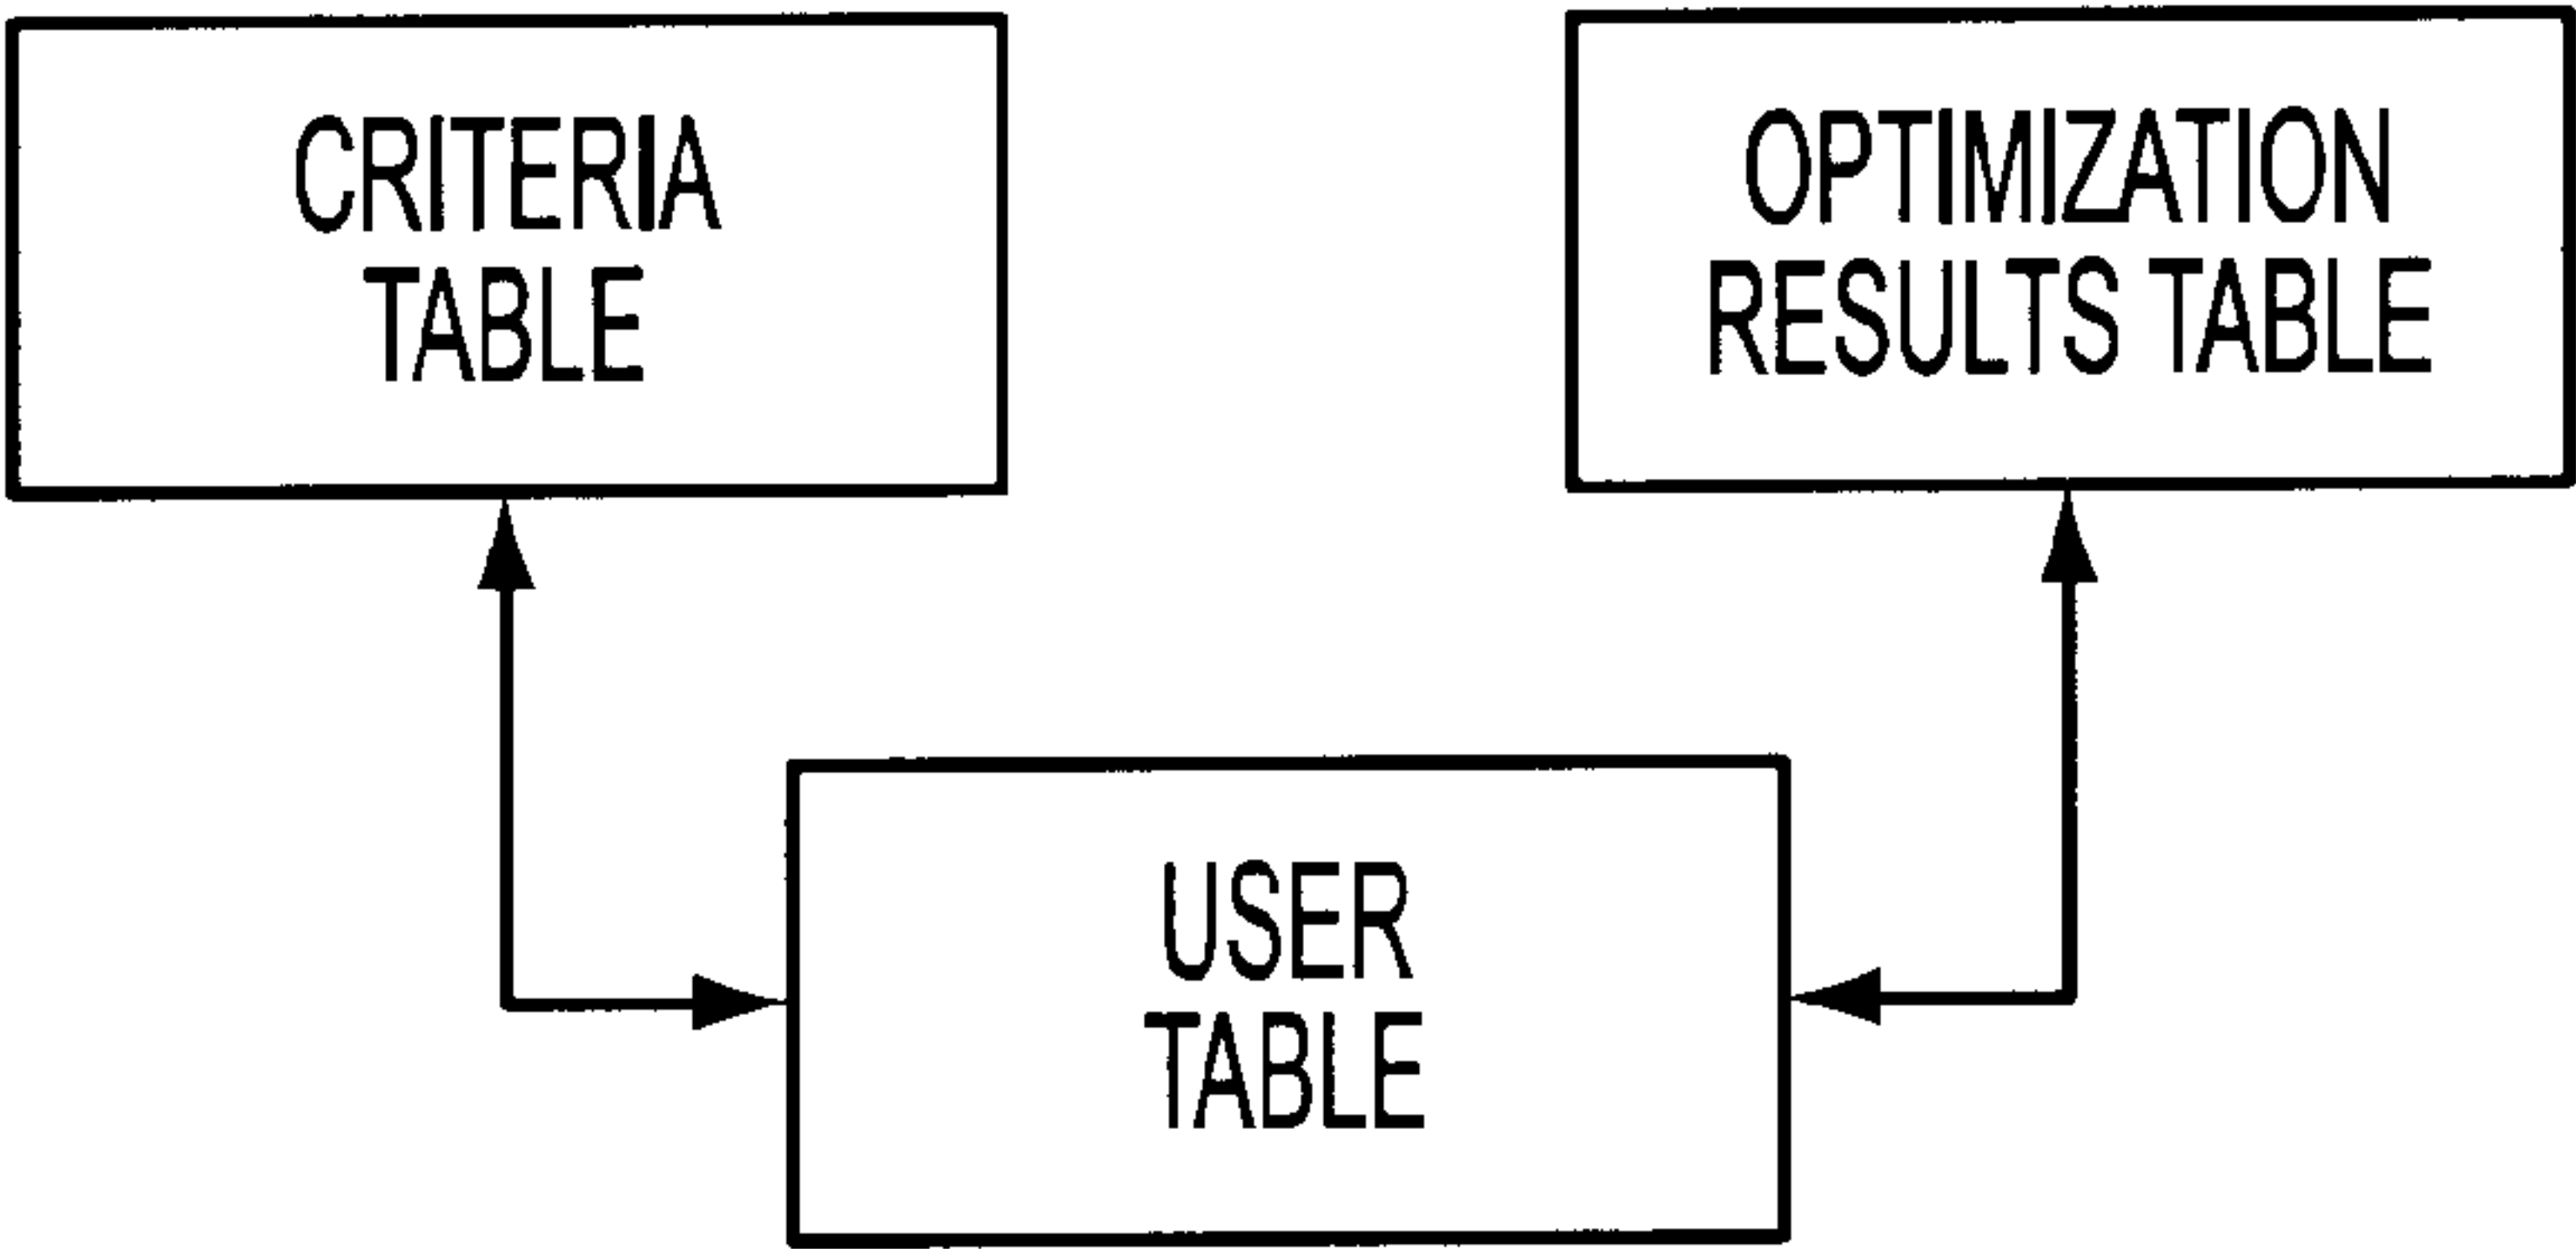 CRITERIA
TABLE
OPTIMIZATION
RESULTS TABLE
USER
TABLE